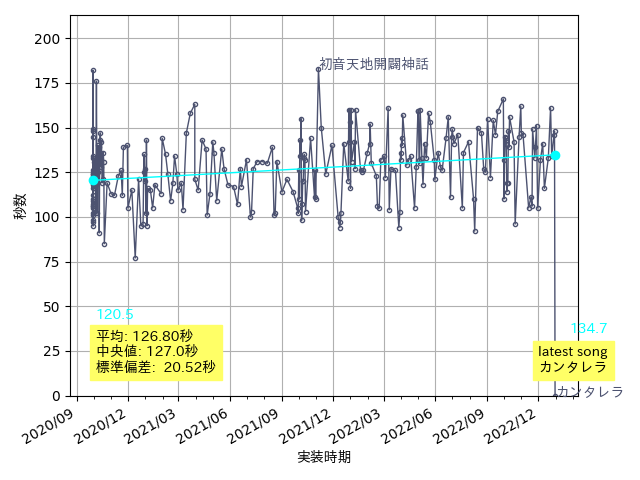 200
175
150
125
100
75
50
25
0
秒数
初音天地開闢神話
120.5
134.7
平均: 126.80秒
中央値: 127.0秒
標準偏差: 20.52秒
latest song
カンタレラ
カンタレラ
2020/09
2020/12
2021/03
2021/06
2021/09
2021/12
2022/03
2022/06
2022/09
2022/12
実装時期